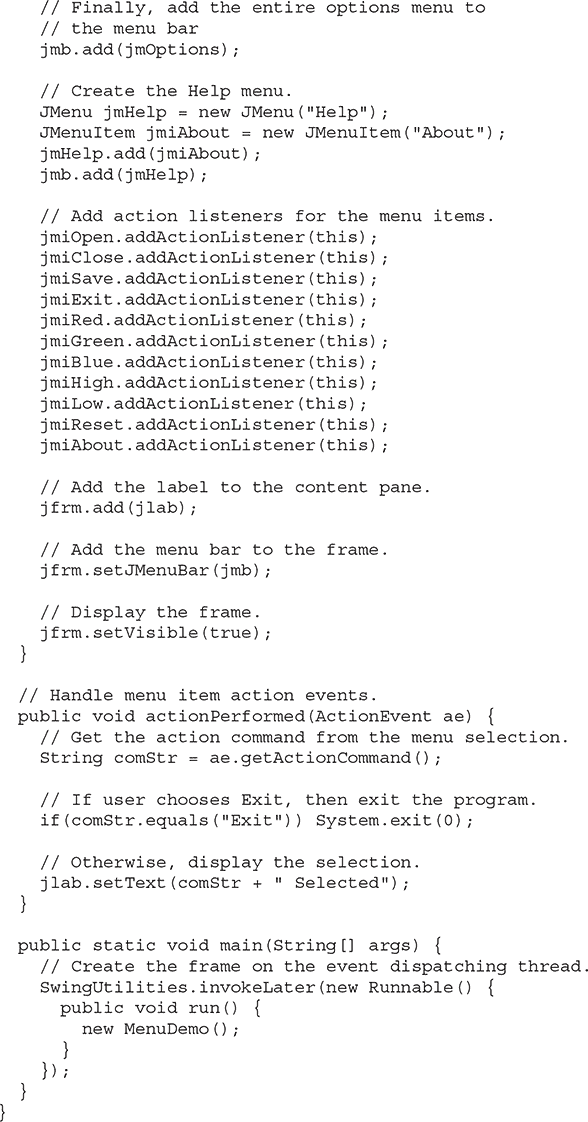 // Finally, add the entire options menu to
    // the menu bar
    jmb.add(jmOptions);

    // Create the Help menu.
    JMenu jmHelp = new JMenu("Help");
    JMenuItem jmiAbout = new JMenuItem("About");
    jmHelp.add(jmiAbout);
    jmb.add(jmHelp);

    // Add action listeners for the menu items.
    jmiOpen.addActionListener(this);
    jmiClose.addActionListener(this);
    jmiSave.addActionListener(this);
    jmiExit.addActionListener(this);
    jmiRed.addActionListener(this);
    jmiGreen.addActionListener(this);
    jmiBlue.addActionListener(this);
    jmiHigh.addActionListener(this);
    jmiLow.addActionListener(this);
    jmiReset.addActionListener(this);
    jmiAbout.addActionListener(this);

    // Add the label to the content pane.
    jfrm.add(jlab);

    // Add the menu bar to the frame.
    jfrm.setJMenuBar(jmb);

    // Display the frame.
    jfrm.setVisible(true);
  }

  // Handle menu item action events.
  public void actionPerformed(ActionEvent ae) {
    // Get the action command from the menu selection.
    String comStr = ae.getActionCommand();

    // If user chooses Exit, then exit the program.
    if(comStr.equals("Exit")) System.exit(0);

    // Otherwise, display the selection.
    jlab.setText(comStr + " Selected");
  }

  public static void main(String[] args) {
    // Create the frame on the event dispatching thread.
    SwingUtilities.invokeLater(new Runnable() {
      public void run() {
        new MenuDemo();
      }
    });
  }
}